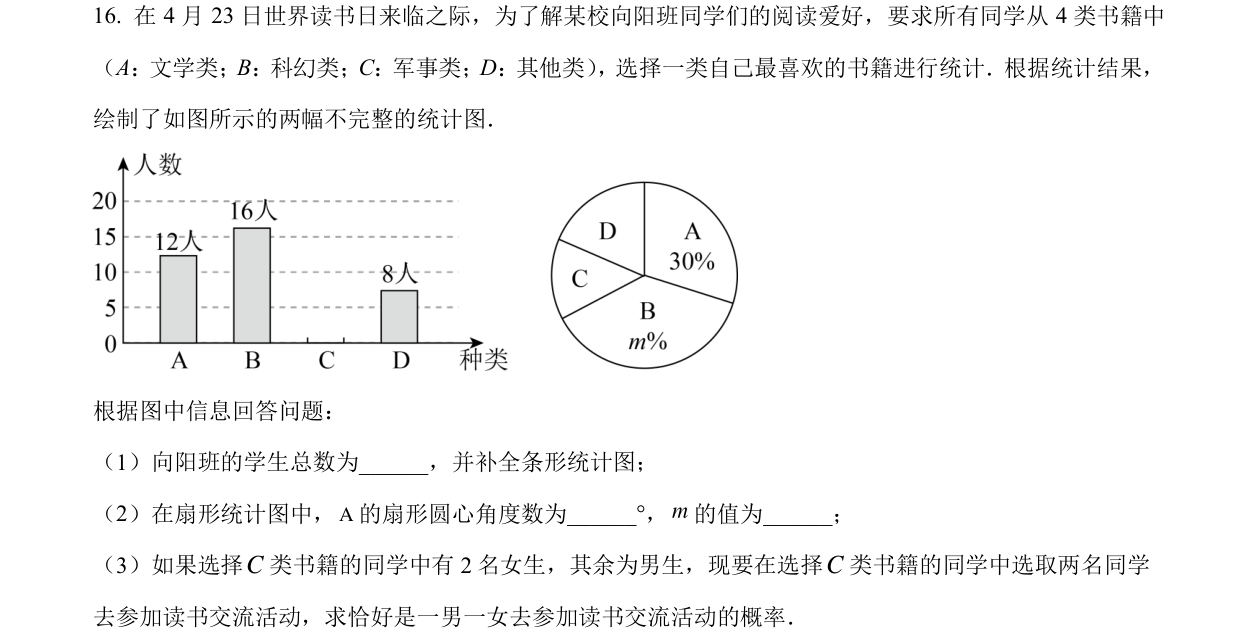 16. 在 4 月 23 日世界读书日来临之际，为了解某校向阳班同学们的阅读爱好，要求所有同学从 4 类书籍中
（A：文学类；B：科幻类；C：军事类；D：其他类），选择一类自己最喜欢的书籍进行统计．根据统计结果，
绘制了如图所示的两幅不完整的统计图．
人数
20
15
10
5
0
12人
16人
8人
A B C D 种类
D
A
30%
C
B
m%
根据图中信息回答问题：
（1）向阳班的学生总数为______，并补全条形统计图；
（2）在扇形统计图中， A 的扇形圆心角度数为______°， m 的值为______；
（3）如果选择 C 类书籍的同学中有 2 名女生，其余为男生，现要在选择 C 类书籍的同学中选取两名同学
去参加读书交流活动，求恰好是一男一女去参加读书交流活动的概率．